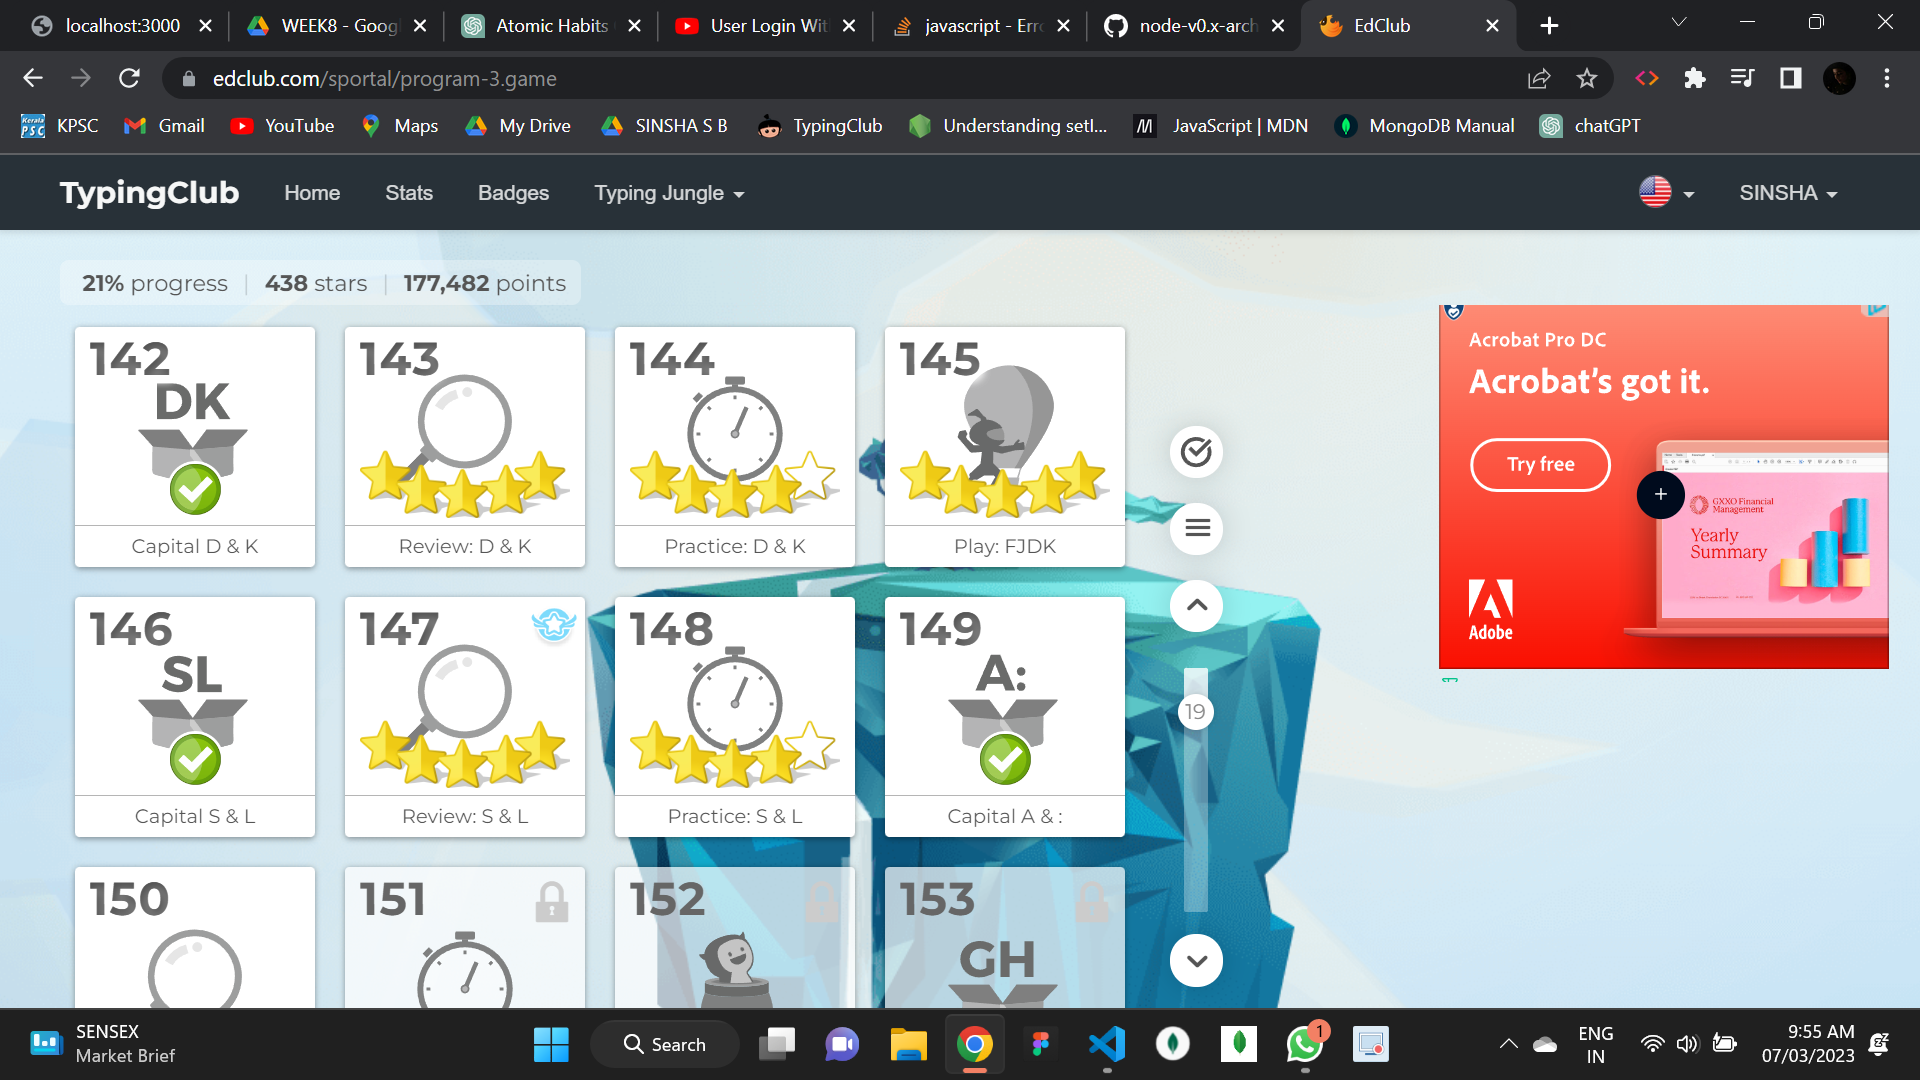 localhost:3000
WEEK8 - Goog
Atomic Habits
User Login Wit
javascript - Erro
node-v0.x-arch
EdClub
edclub.com/sportal/program-3.game
KPSC
Gmail
YouTube
Maps
My Drive
SINSHA S B
TypingClub
Understanding setI...
JavaScript | MDN
MongoDB Manual
chatGPT
TypingClub
Home
Stats
Badges
Typing Jungle
SINSHA
21% progress | 438 stars | 177,482 points
142
DK
Capital D & K
143
Review: D & K
144
Practice: D & K
145
Play: FJDK
146
SL
Capital S & L
147
Review: S & L
148
Practice: S & L
149
A:
Capital A & :
150
151
152
153
GH
19
Acrobat Pro DC
Acrobat's got it.
Try free
GXXO Financial
Management
Yearly
Summary
Adobe
SENSEX
Market Brief
Search
1
ENG
IN
9:55 AM
07/03/2023